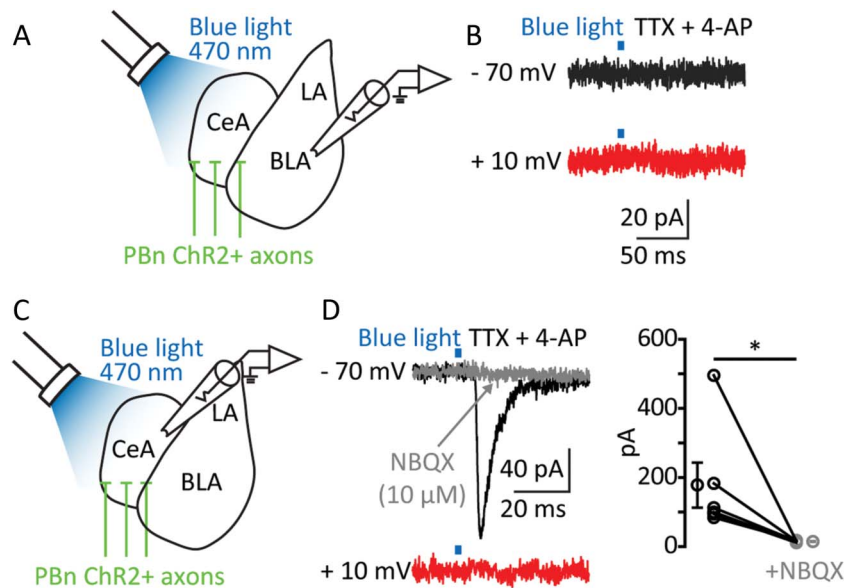 A
Blue light
470 nm
LA
CeA
BLA
PBn ChR2+ axons
B
Blue light TTX + 4-AP
- 70 mV
+ 10 mV
20 pA
50 ms
C
Blue light
470 nm
LA
CeA
BLA
PBn ChR2+ axons
D
Blue light TTX + 4-AP
- 70 mV
NBQX
(10 µM)
40 pA
20 ms
+ 10 mV
600
*
400
pA
200
0
+NBQX